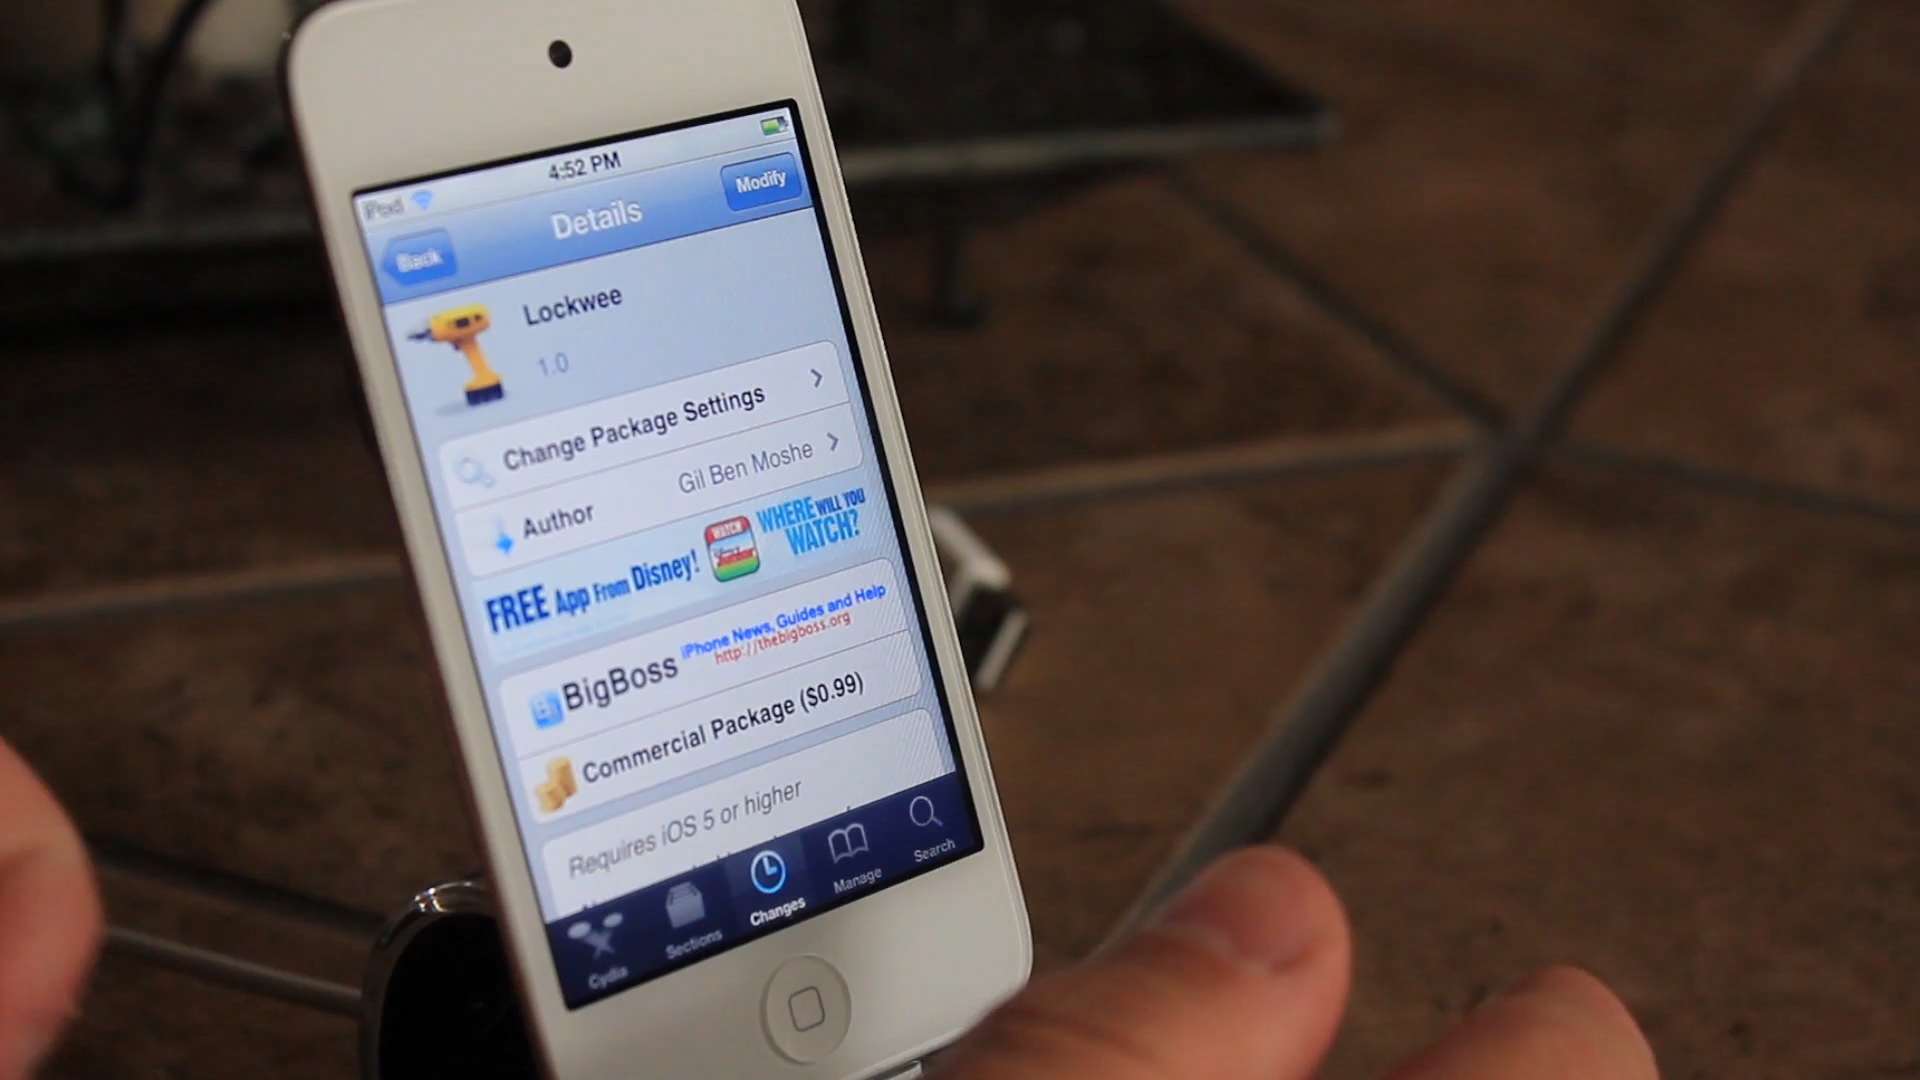 iPod
4:52 PM
Back
Details
Modify
Lockwee
1.0
Change Package Settings
Author
Gil Ben Moshe
FREE App From Disney!
WATCH
WHERE WILL YOU WATCH?
BigBoss
iPhone News, Guides and Help
http://thebigboss.org
Commercial Package ($0.99)
Requires iOS 5 or higher
Cydia
Sections
Changes
Manage
Search